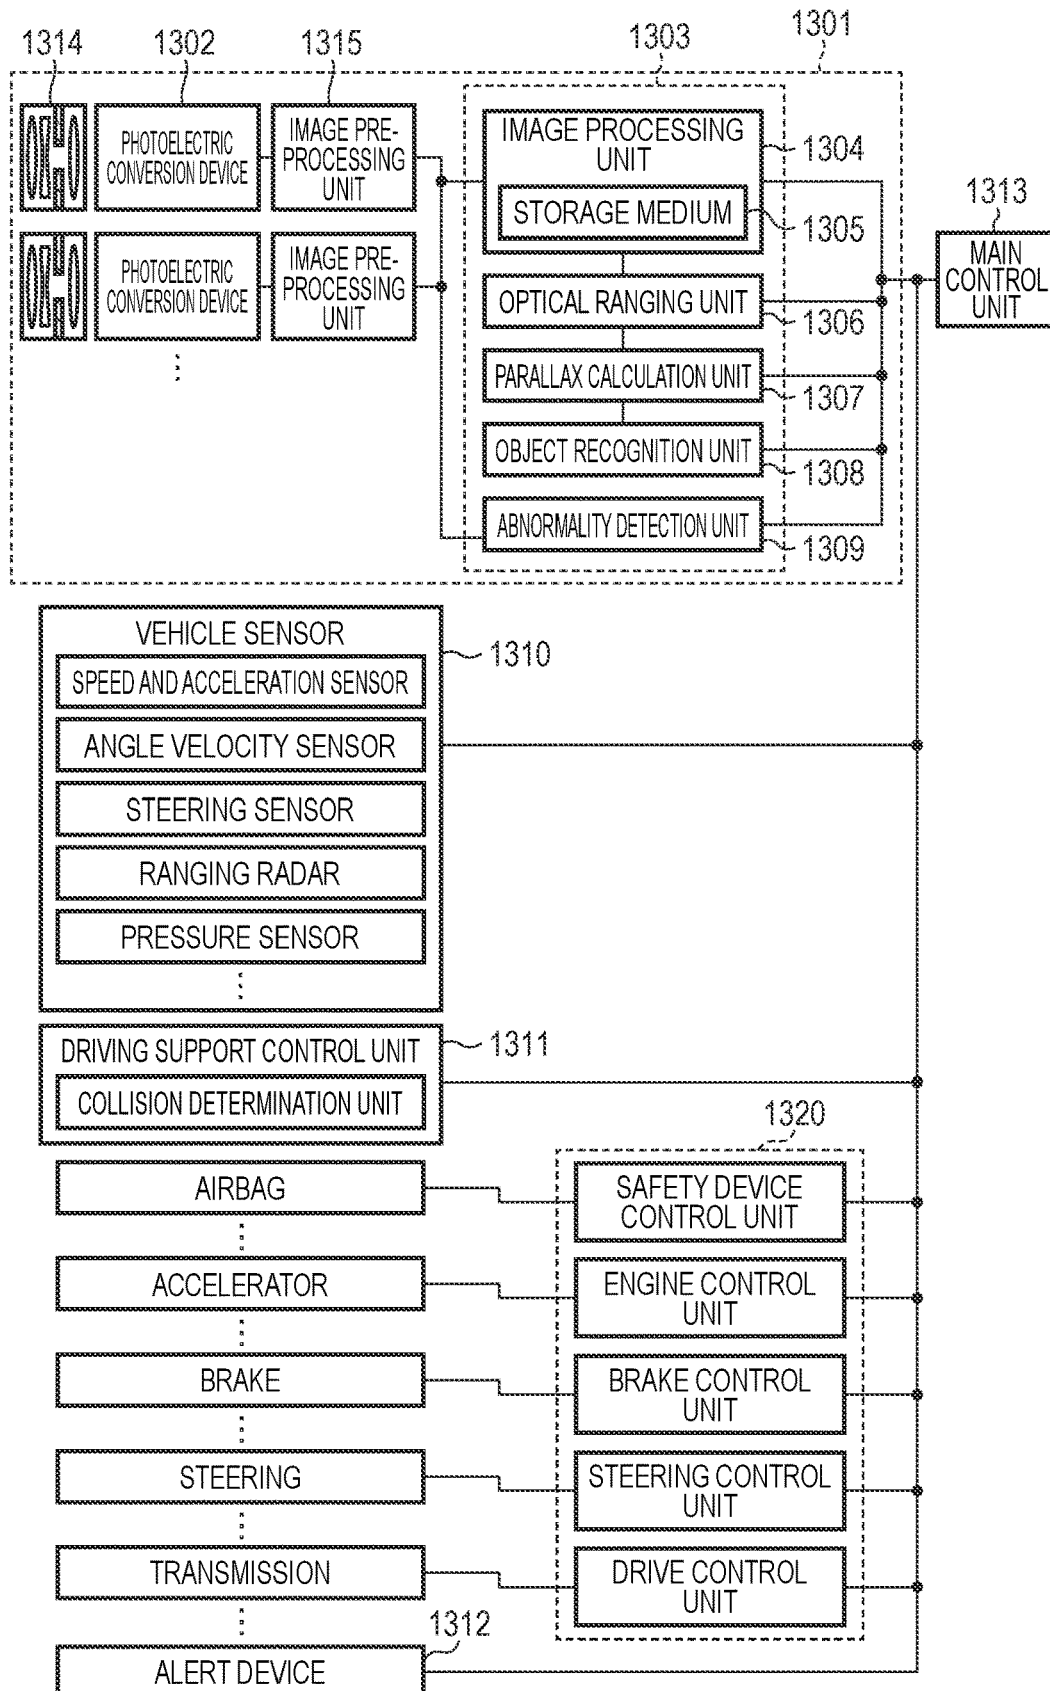 1314
1302
1315
1303
1301
PHOTOELECTRIC
CONVERSION DEVICE
IMAGE PRE-
PROCESSING
UNIT
IMAGE PROCESSING
UNIT
1304
STORAGE MEDIUM
1305
1313
MAIN
CONTROL
UNIT
PHOTOELECTRIC
CONVERSION DEVICE
IMAGE PRE-
PROCESSING
UNIT
OPTICAL RANGING UNIT
1306
PARALLAX CALCULATION UNIT
1307
OBJECT RECOGNITION UNIT
1308
ABNORMALITY DETECTION UNIT
1309
VEHICLE SENSOR
1310
SPEED AND ACCELERATION SENSOR
ANGLE VELOCITY SENSOR
STEERING SENSOR
RANGING RADAR
PRESSURE SENSOR
DRIVING SUPPORT CONTROL UNIT
1311
COLLISION DETERMINATION UNIT
1320
AIRBAG
SAFETY DEVICE
CONTROL UNIT
ACCELERATOR
ENGINE CONTROL
UNIT
BRAKE
BRAKE CONTROL
UNIT
STEERING
STEERING CONTROL
UNIT
TRANSMISSION
DRIVE CONTROL
UNIT
1312
ALERT DEVICE